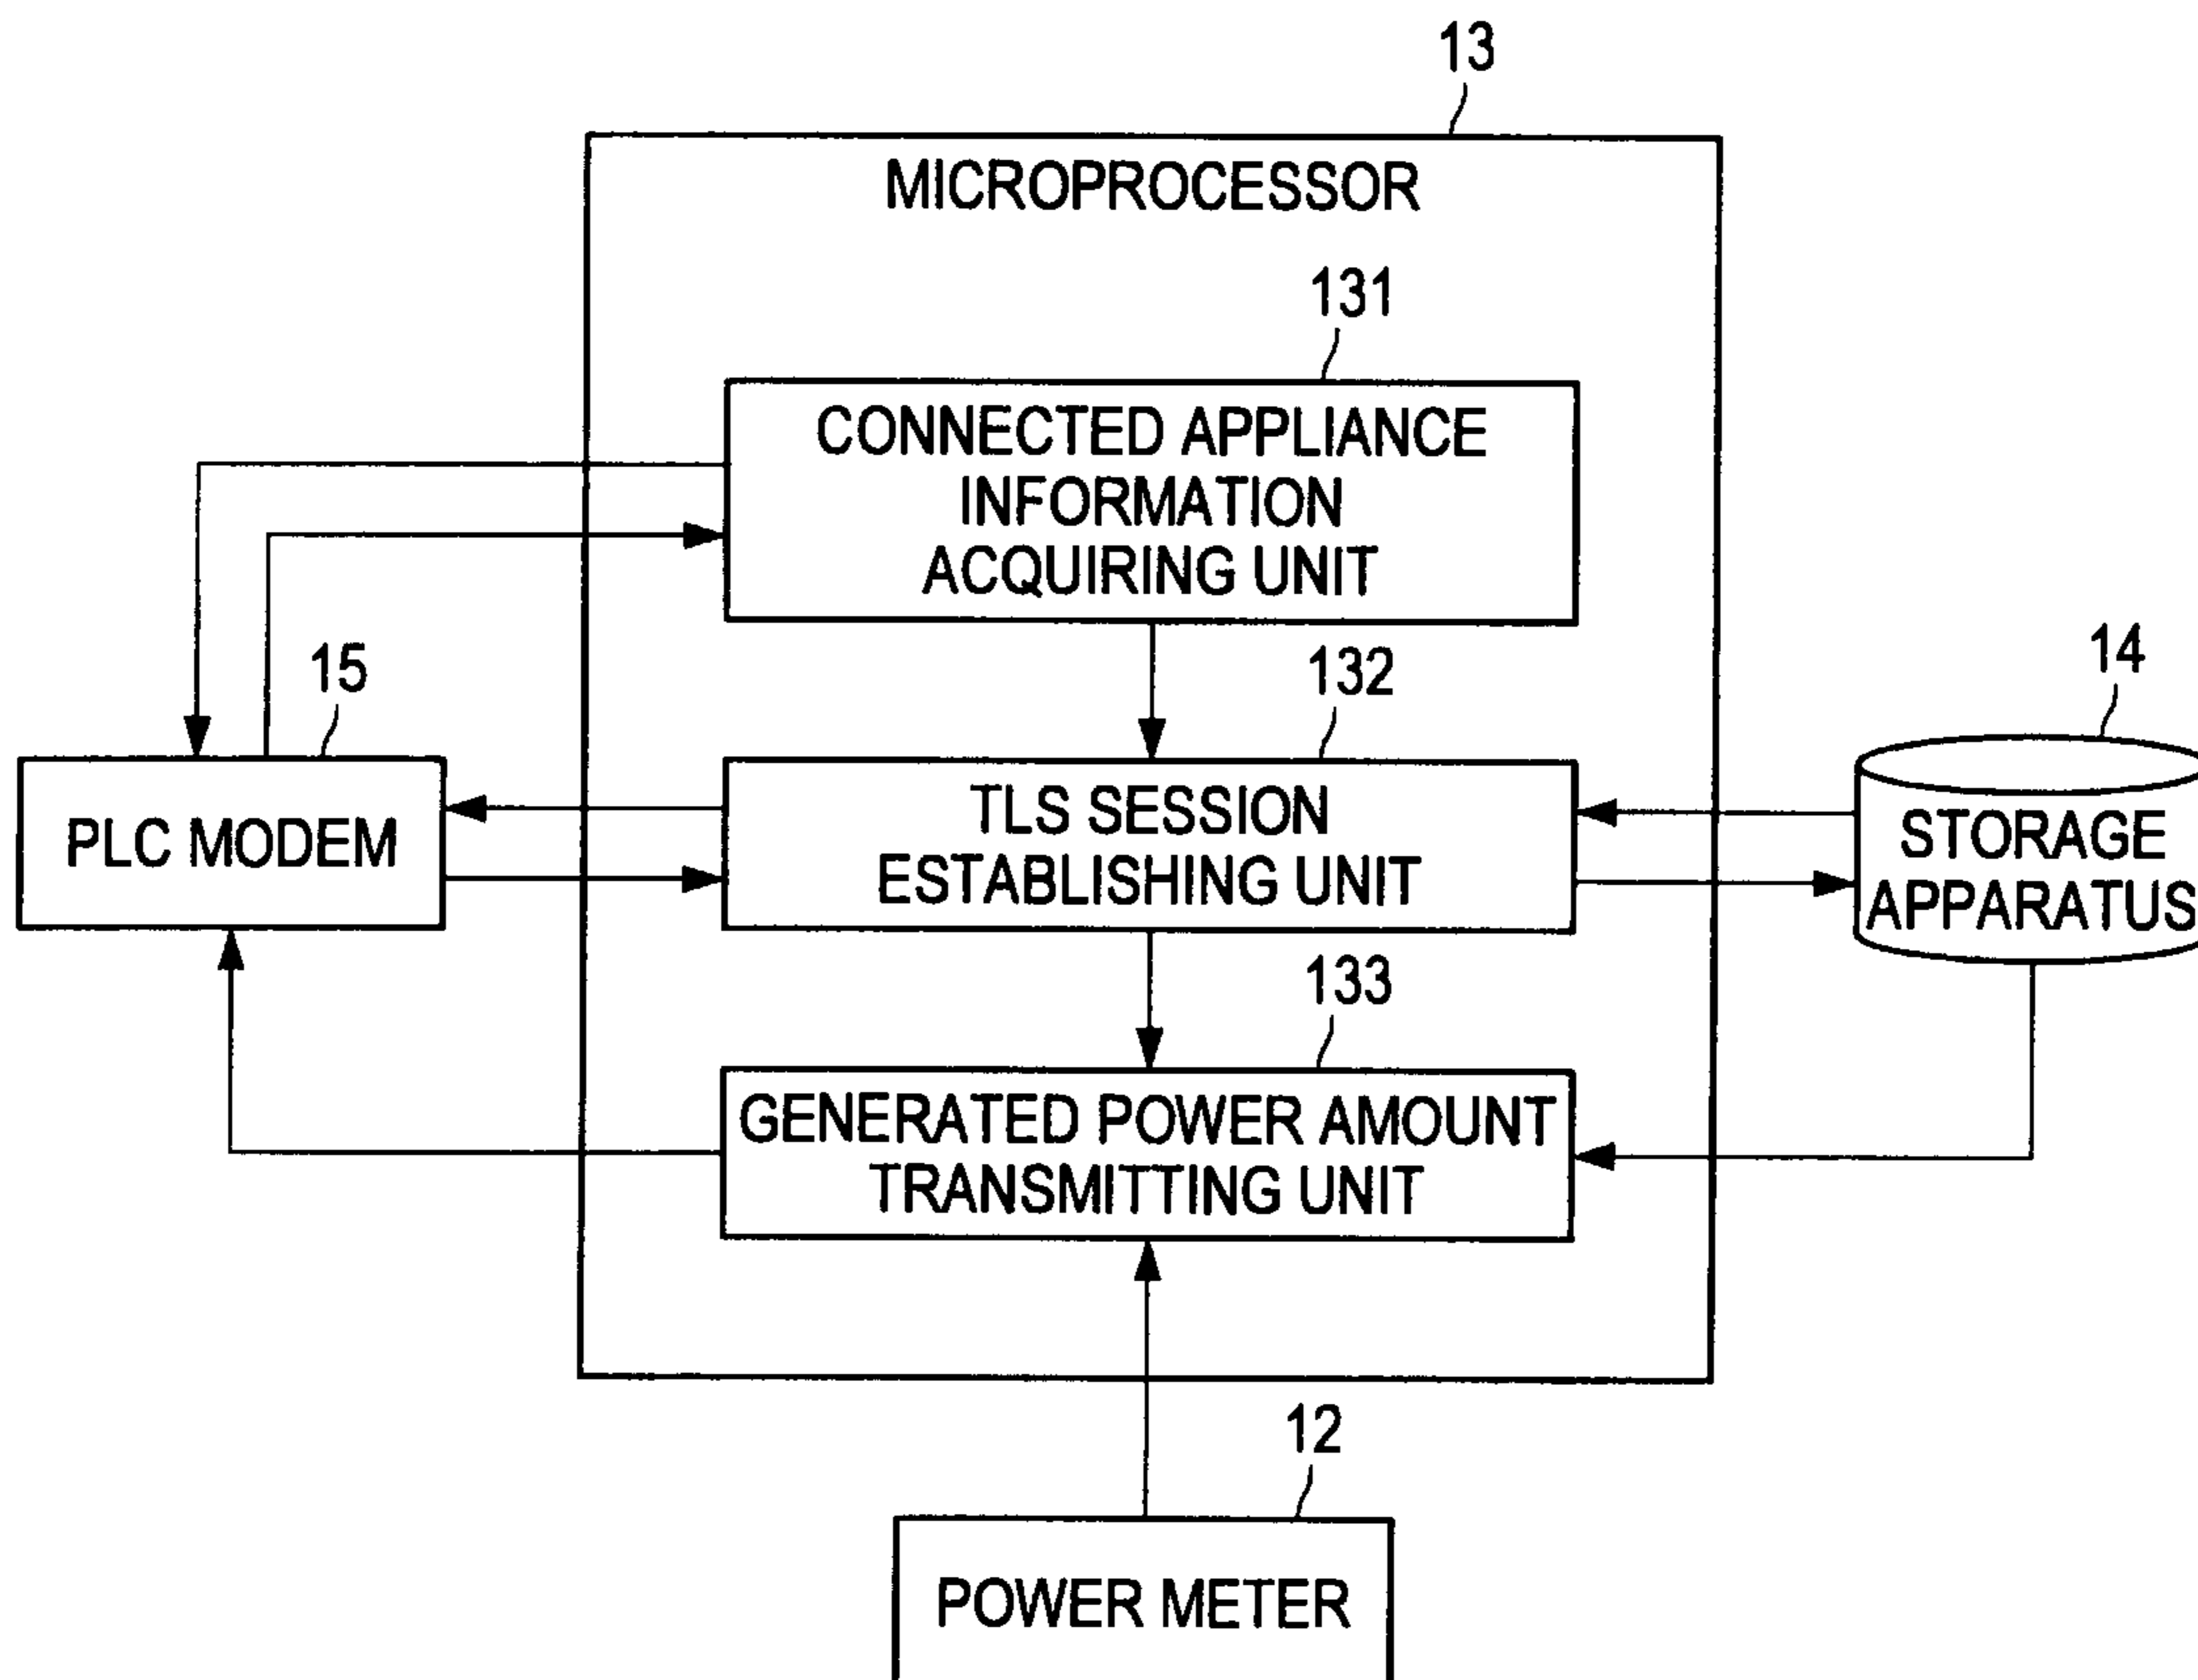 13
MICROPROCESSOR
131
CONNECTED APPLIANCE
INFORMATION
ACQUIRING UNIT
15
132
14
PLC MODEM
TLS SESSION
ESTABLISHING UNIT
STORAGE
APPARATUS
133
GENERATED POWER AMOUNT
TRANSMITTING UNIT
12
POWER METER